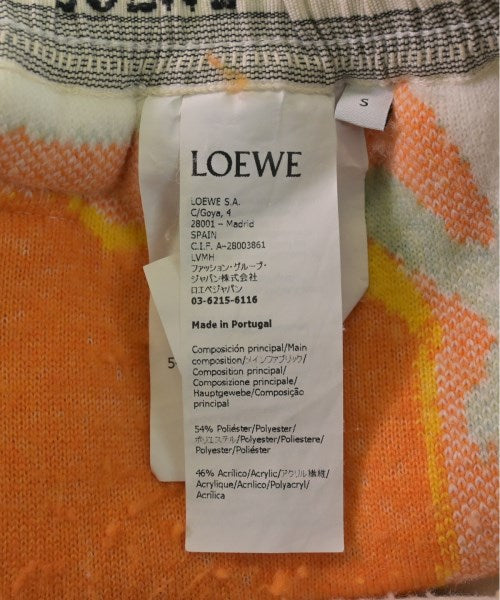 LOEWE
S
LOEWE
LOEWE S.A.
C/Goya, 4
28001 – Madrid
SPAIN
C.I.F. A-28003861
LVMH
ファッション・グループ・
ジャパン株式会社
ロエベジャパン
03-6215-6116
Made in Portugal
Composición principal/Main
composition/メインファブリック/
Composition principal/
Composizione principale/
Hauptgewebe/Composição
principal
54% Poliéster/Polyester/
ポリエステル/Polyester/Poliestere/
Polyester/Poliéster
46% Acrílico/Acrylic/アクリル繊維/
Acrylique/Acrilico/Polyacryl/
Acrílica
5